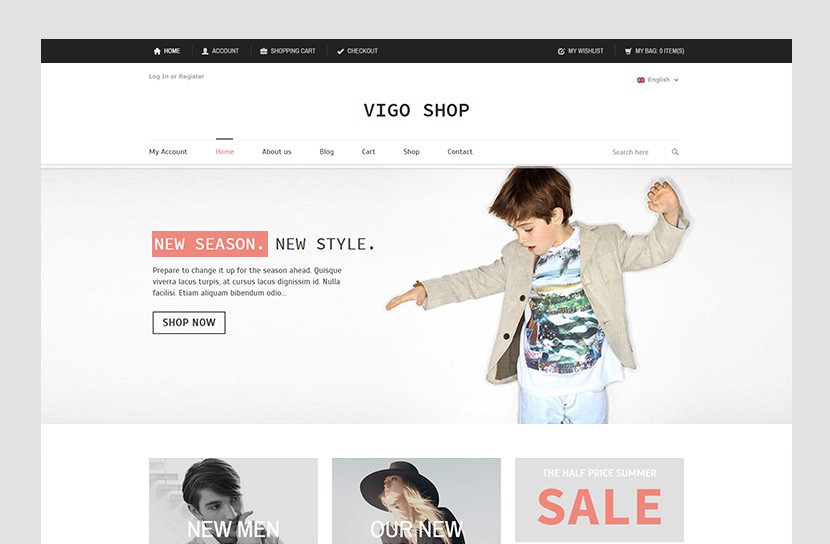 HOME ACCOUNT SHOPPING CART CHECKOUT MY WISHLIST MY BAG: 0 ITEM(S)
Log In or Register English
VIGO SHOP
My Account Home About us Blog Cart Shop Contact Search here
NEW SEASON. NEW STYLE.
Prepare to change it up for the season ahead. Quisque
viverra lacus turpis, at cursus lacus dignissim id. Nulla
facilisi. Etiam aliquam bibendum odio...
SHOP NOW
THE HALF PRICE SUMMER
SALE
NEW MEN OUR NEW